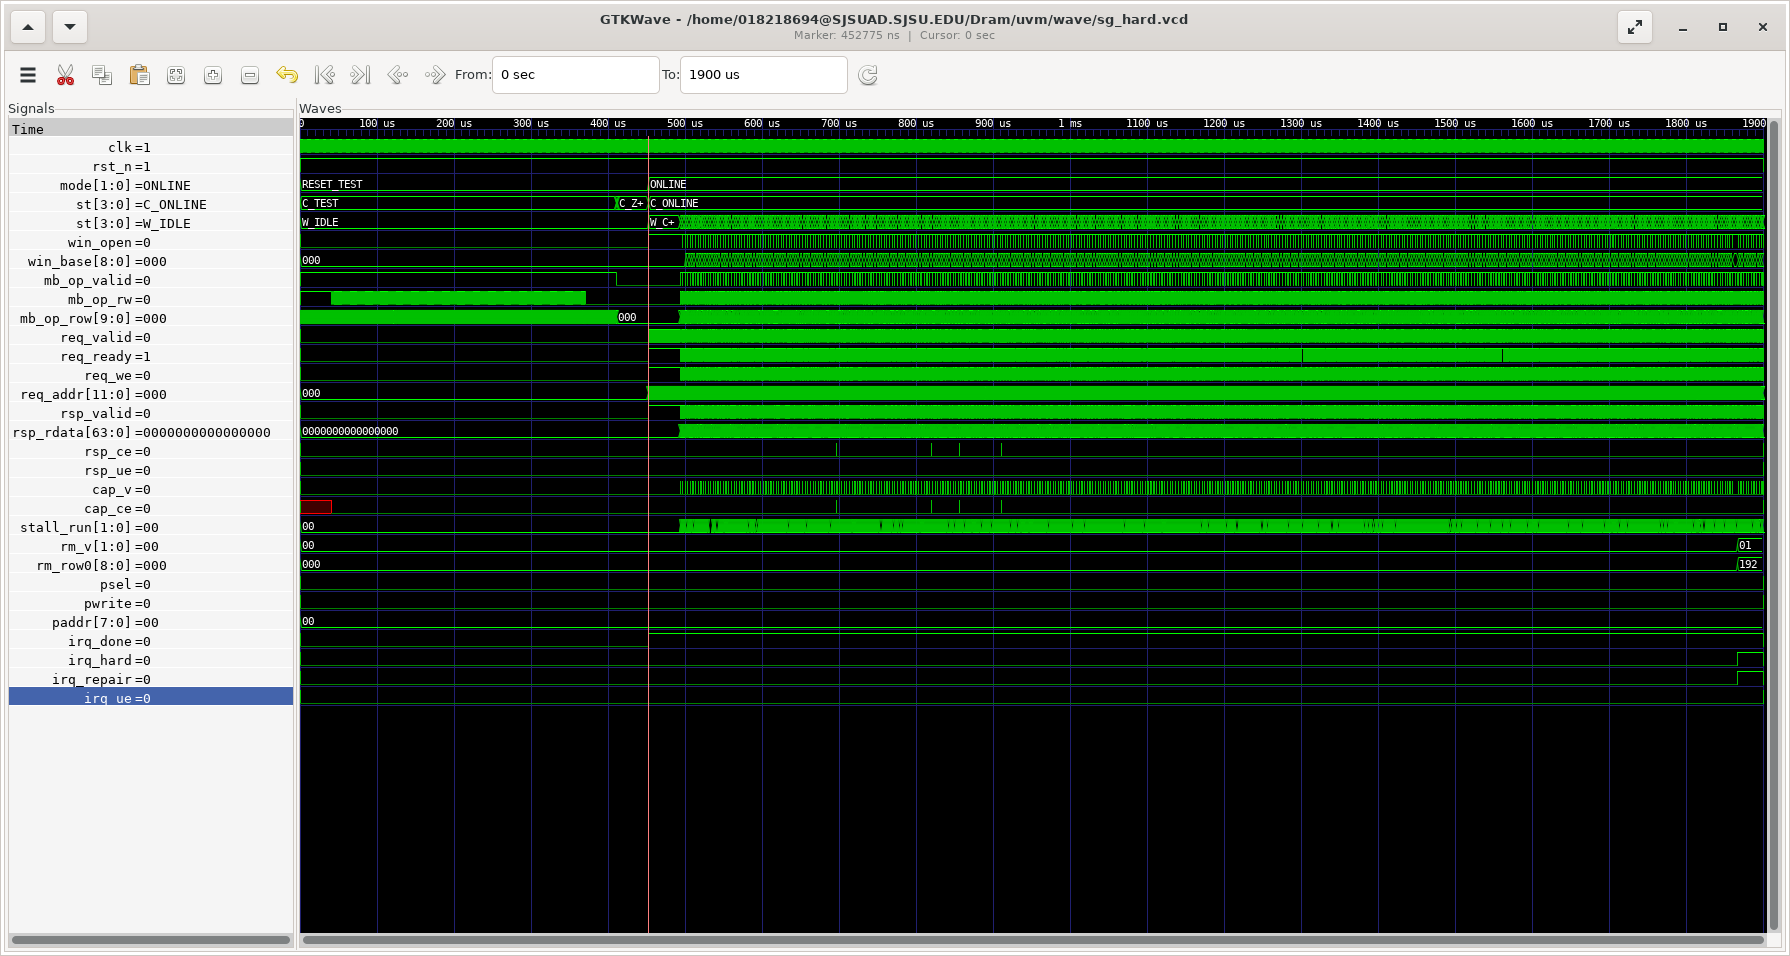 GTKWave - /home/018218694@SJSUAD.SJSU.EDU/Dram/uvm/wave/sg_hard.vcd
Marker: 452775 ns | Cursor: 0 sec
From: 0 sec To: 1900 us
Signals Waves
Time 0 100 us 200 us 300 us 400 us 500 us 600 us 700 us 800 us 900 us 1 ms 1100 us 1200 us 1300 us 1400 us 1500 us 1600 us 1700 us 1800 us 1900
clk=1
rst_n=1
mode[1:0]=ONLINE RESET_TEST ONLINE
st[3:0]=C_ONLINE C_TEST C_Z+ C_ONLINE
st[3:0]=W_IDLE W_IDLE W_C+
win_open=0
win_base[8:0]=000 000
mb_op_valid=0
mb_op_rw=0
mb_op_row[9:0]=000 000
req_valid=0
req_ready=1
req_we=0
req_addr[11:0]=000 000
rsp_valid=0
rsp_rdata[63:0]=0000000000000000 0000000000000000
rsp_ce=0
rsp_ue=0
cap_v=0
cap_ce=0
stall_run[1:0]=00 00
rm_v[1:0]=00 00 01
rm_row0[8:0]=000 000 192
psel=0
pwrite=0
paddr[7:0]=00 00
irq_done=0
irq_hard=0
irq_repair=0
irq_ue=0